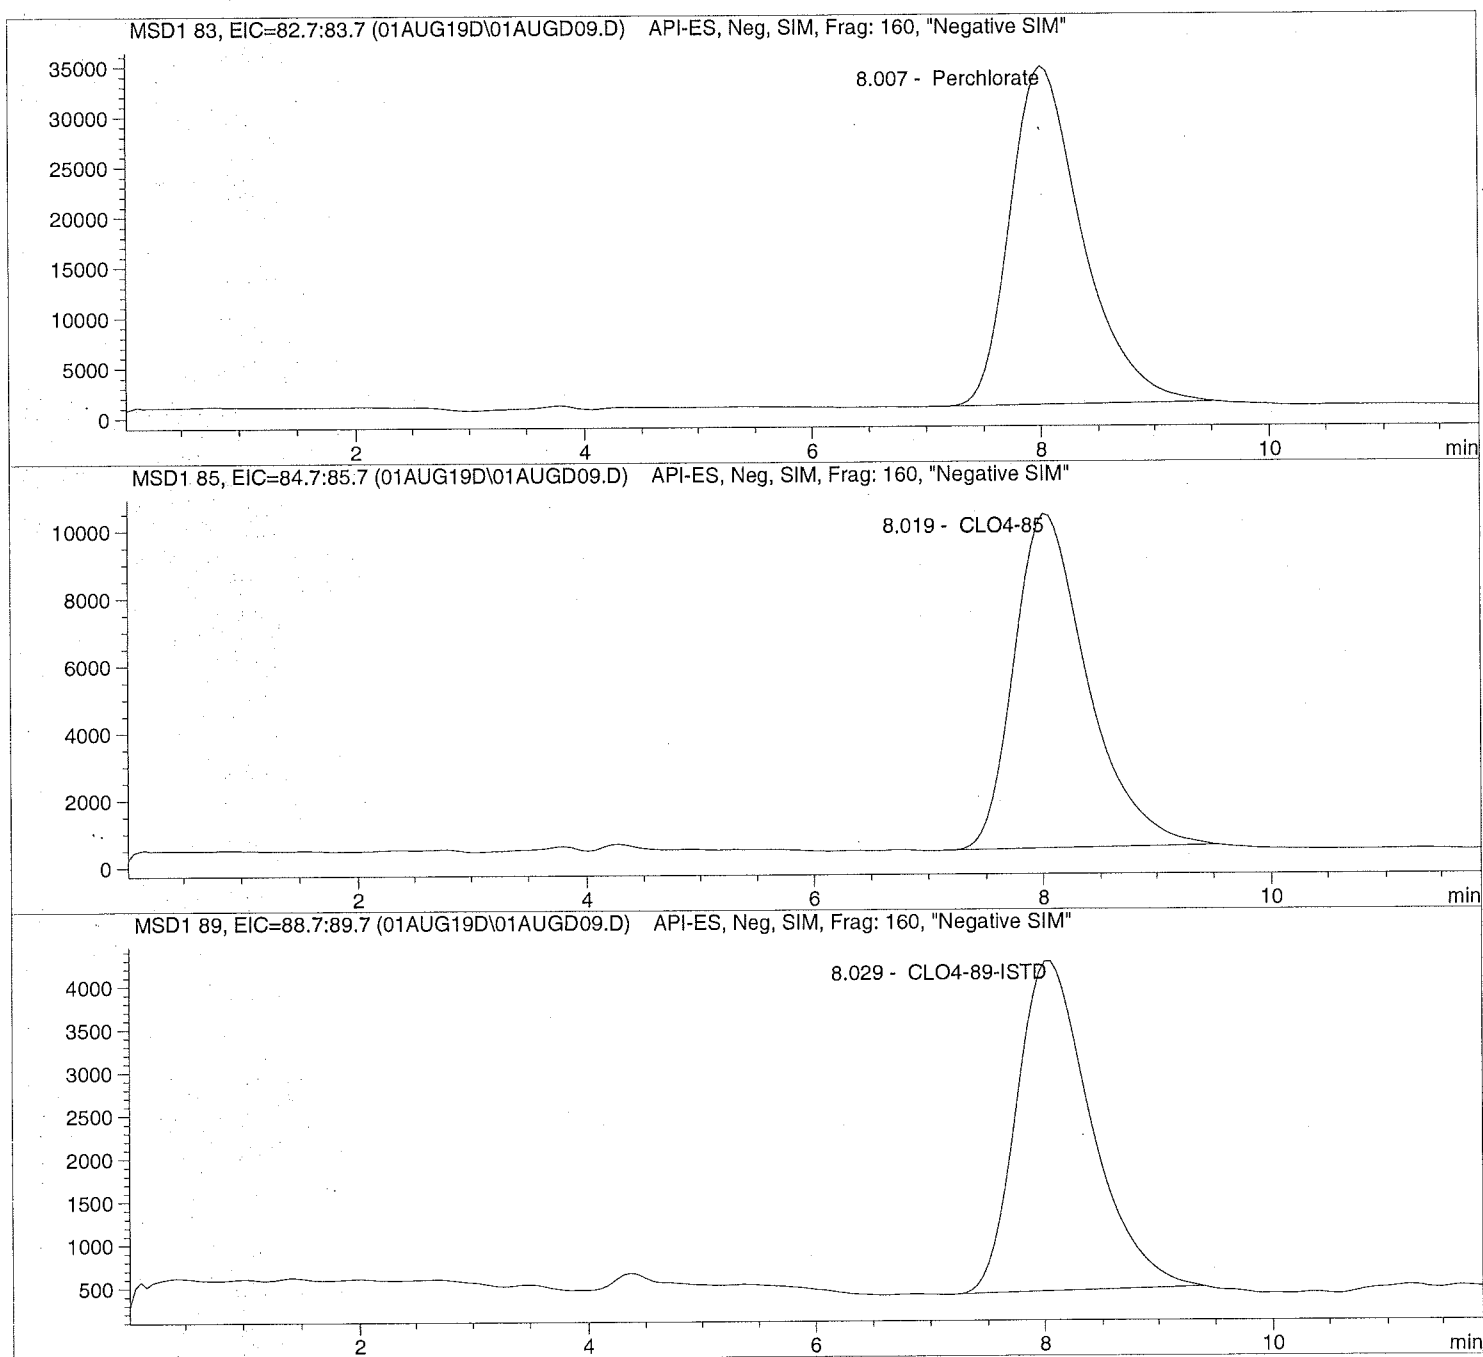 MSD1 83, EIC=82.7:83.7 (01AUG19D\01AUGD09.D) API-ES, Neg, SIM, Frag: 160, "Negative SIM"
35000
8.007 - Perchlorate
30000
25000
20000
15000
10000
5000
0
2 4 6 8 10 min
MSD1 85, EIC=84.7:85.7 (01AUG19D\01AUGD09.D) API-ES, Neg, SIM, Frag: 160, "Negative SIM"
8.019 - CLO4-85
10000
8000
6000
4000
2000
0
2 4 6 8 10 min
MSD1 89, EIC=88.7:89.7 (01AUG19D\01AUGD09.D) API-ES, Neg, SIM, Frag: 160, "Negative SIM"
8.029 - CLO4-89-ISTD
4000
3500
3000
2500
2000
1500
1000
500
2 4 6 8 10 min